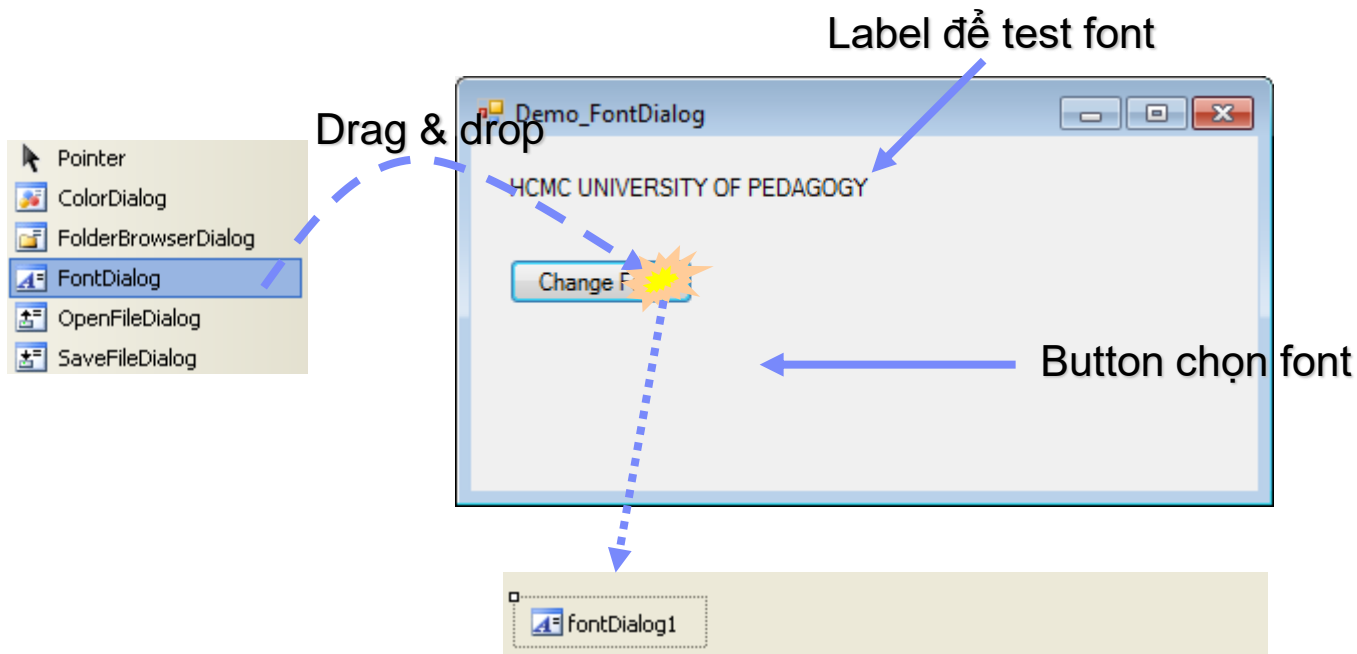 Label để test font
Demo_FontDialog
Drag & drop
Pointer
ColorDialog
FolderBrowserDialog
FontDialog
OpenFileDialog
SaveFileDialog
HCMC UNIVERSITY OF PEDAGOGY
Change
Button chọn font
fontDialog1